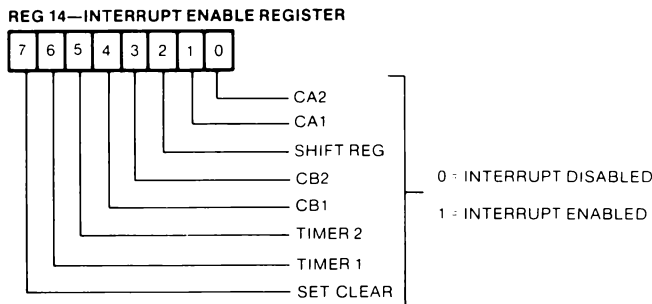 REG 14—INTERRUPT ENABLE REGISTER
7 6 5 4 3 2 1 0
CA2
CA1
SHIFT REG
CB2
CB1
TIMER 2
TIMER 1
SET CLEAR
0 = INTERRUPT DISABLED
1 = INTERRUPT ENABLED